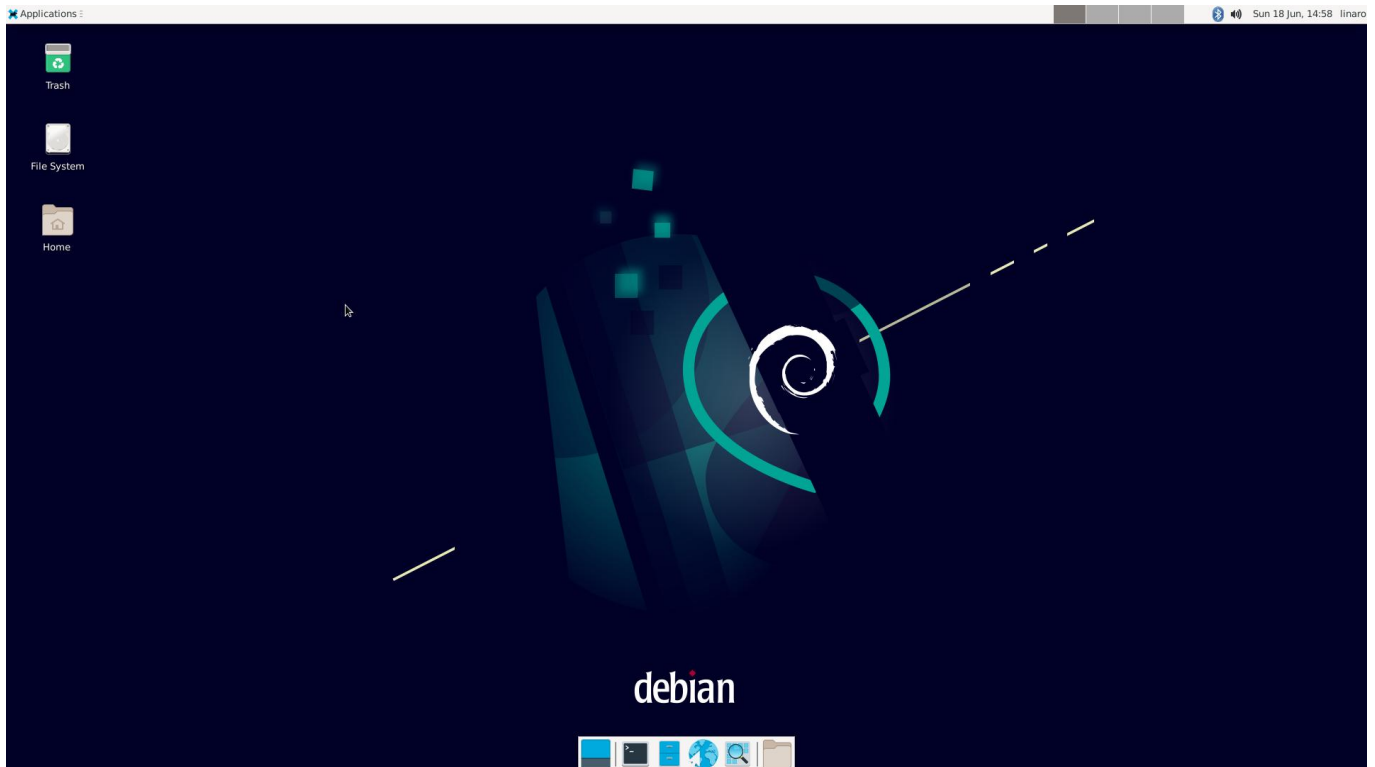 Applications
Sun 18 Jun, 14:58 linaro
Trash
File System
Home
debian